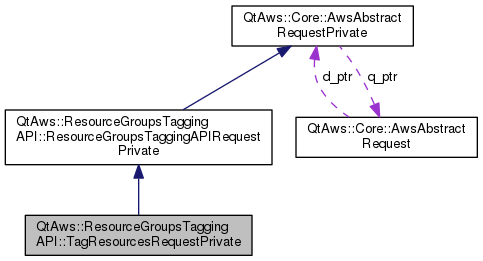 QtAws::Core::AwsAbstract
RequestPrivate
d_ptr
q_ptr
QtAws::ResourceGroupsTagging
API::ResourceGroupsTaggingAPIRequest
Private
QtAws::Core::AwsAbstract
Request
QtAws::ResourceGroupsTagging
API::TagResourcesRequestPrivate